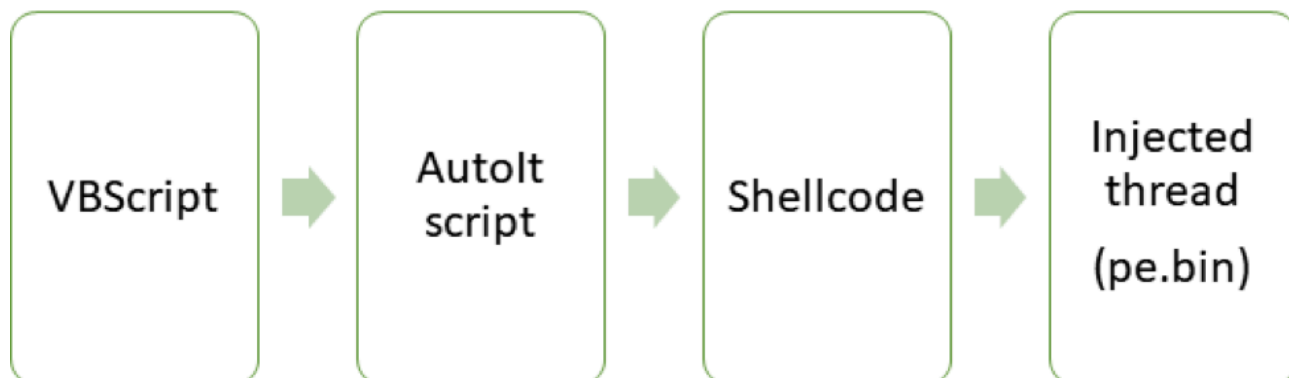 VBScript
AutoIt
script
Shellcode
Injected
thread
(pe.bin)